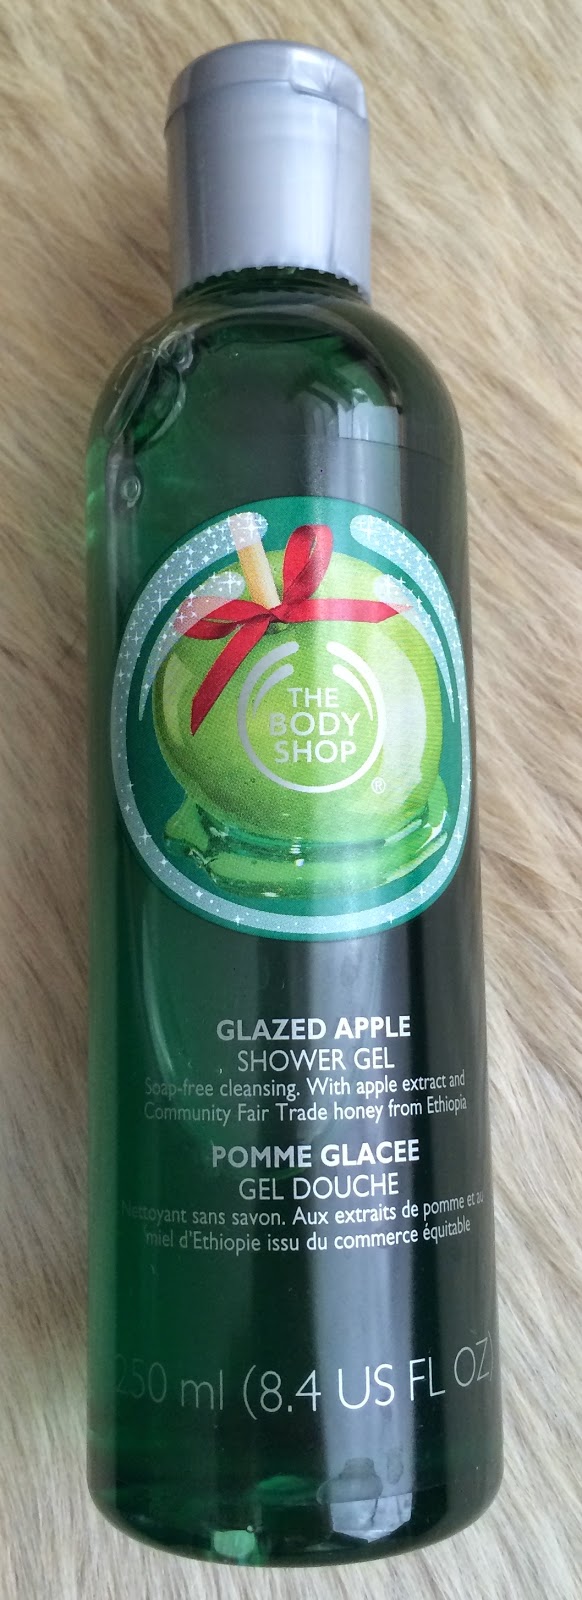 THE
BODY
SHOP
®
GLAZED APPLE
SHOWER GEL
Soap-free cleansing. With apple extract and
Community Fair Trade honey from Ethiopia
POMME GLACEE
GEL DOUCHE
Nettoyant sans savon. Aux extraits de pomme et au
miel d'Ethiopie issu du commerce équitable
250 ml (8.4 US FL OZ)